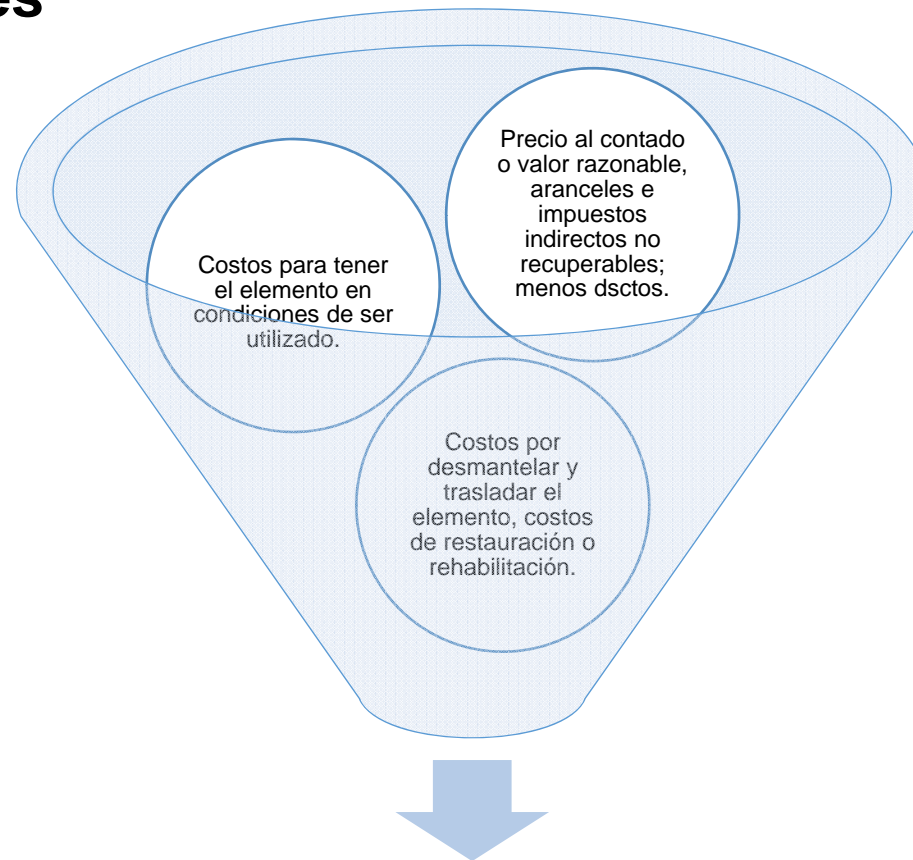 es
Precio al contado
o valor razonable,
aranceles e
impuestos
indirectos no
recuperables;
menos dsctos.
Costos para tener
el elemento en
condiciones de ser
utilizado.
Costos por
desmantelar y
trasladar el
elemento, costos
de restauración o
rehabilitación.